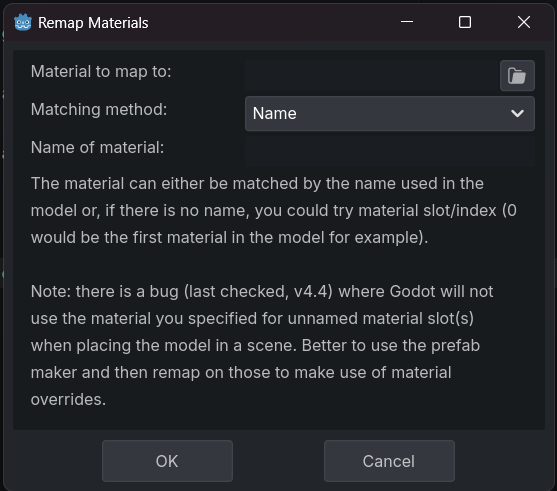 Remap Materials
Material to map to:
Matching method:
Name
Name of material:
The material can either be matched by the name used in the
model or, if there is no name, you could try material slot/index (0
would be the first material in the model for example).
Note: there is a bug (last checked, v4.4) where Godot will not
use the material you specified for unnamed material slot(s)
when placing the model in a scene. Better to use the prefab
maker and then remap on those to make use of material
overrides.
OK
Cancel